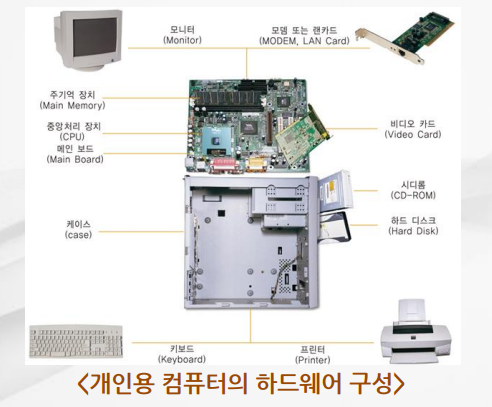 모니터
(Monitor)
모뎀 또는 랜카드
(MODEM, LAN Card)
주기억 장치
(Main Memory)
중앙처리 장치
(CPU)
메인 보드
(Main Board)
비디오 카드
(Video Card)
시디롬
(CD-ROM)
케이스
(case)
하드 디스크
(Hard Disk)
키보드
(Keyboard)
프린터
(Printer)
<개인용 컴퓨터의 하드웨어 구성>